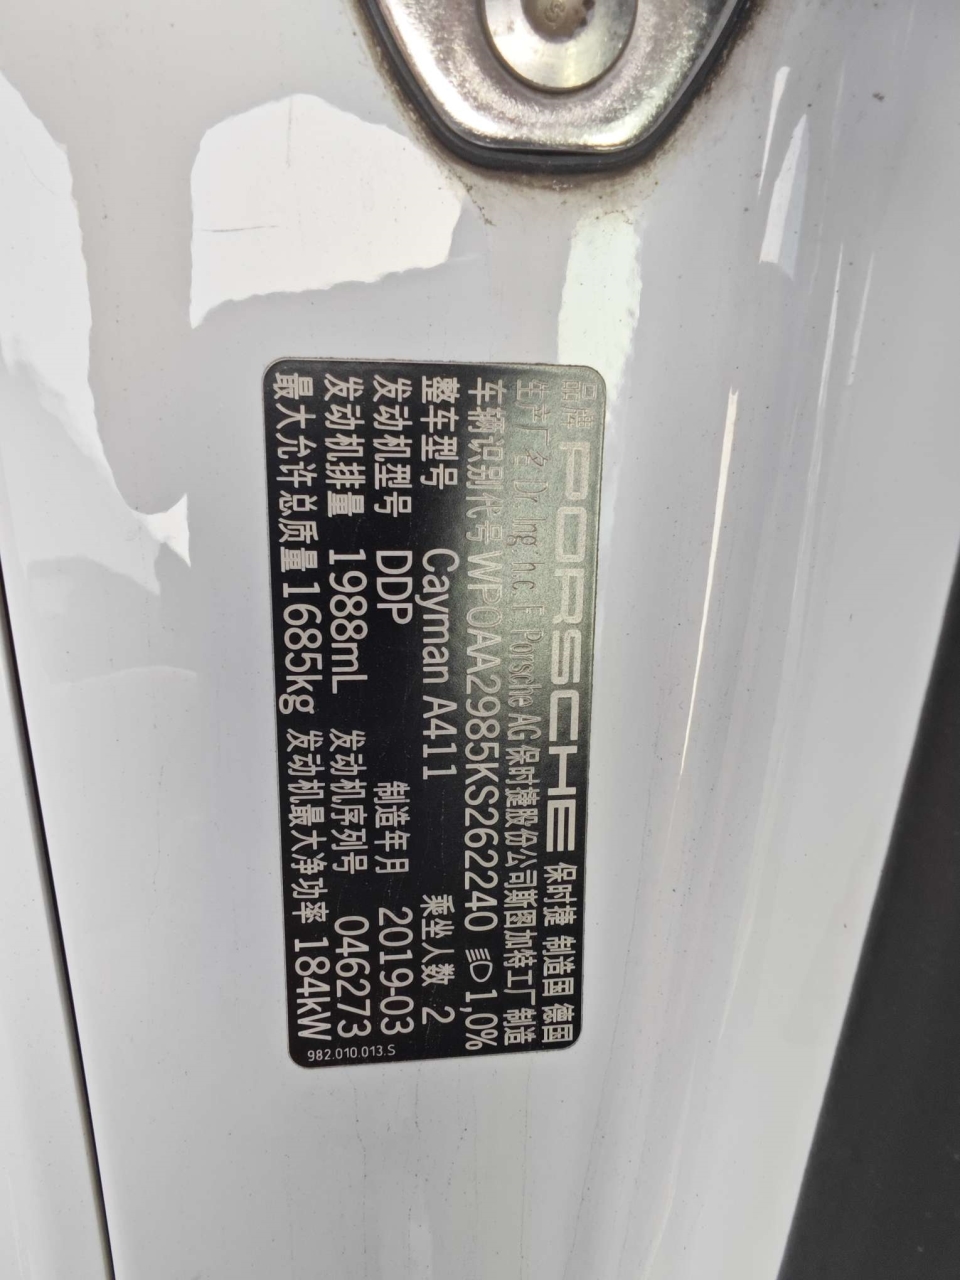 品牌 PORSCHE 保时捷 制造国 德国
生产厂名 Dr. Ing. h.c. F. Porsche AG 保时捷股份公司斯图加特工厂 制造
车辆识别代号 WP0AA2985KS262240 1,0%
整车型号 Cayman A411 乘坐人数 2
发动机型号 DDP 制造年月 2019-03
发动机排量 1988mL 发动机序列号 046273
最大允许总质量 1685kg 发动机最大净功率 184kW
982.010.013.S